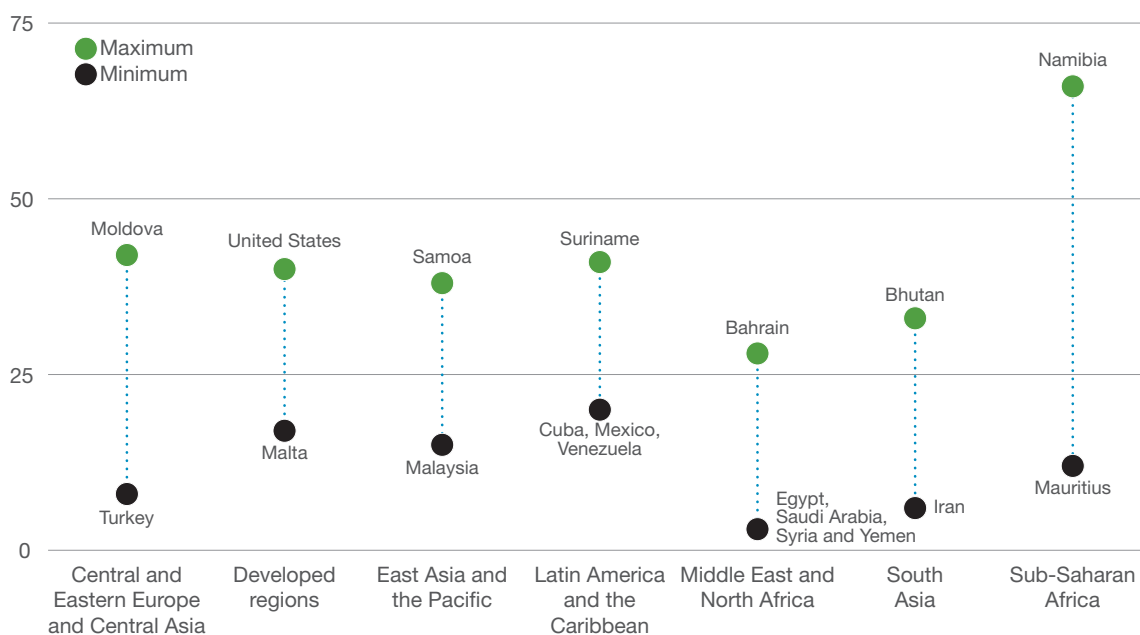 75
Maximum
Minimum
Namibia
50
Moldova
United States
Samoa
Suriname
Bahrain
Bhutan
25
Malta
Malaysia
Cuba, Mexico,
Venezuela
Turkey
Egypt,
Saudi Arabia,
Syria and Yemen
Iran
Mauritius
0
Central and
Eastern Europe
and Central Asia
Developed
regions
East Asia and
the Pacific
Latin America
and the
Caribbean
Middle East and
North Africa
South
Asia
Sub-Saharan
Africa